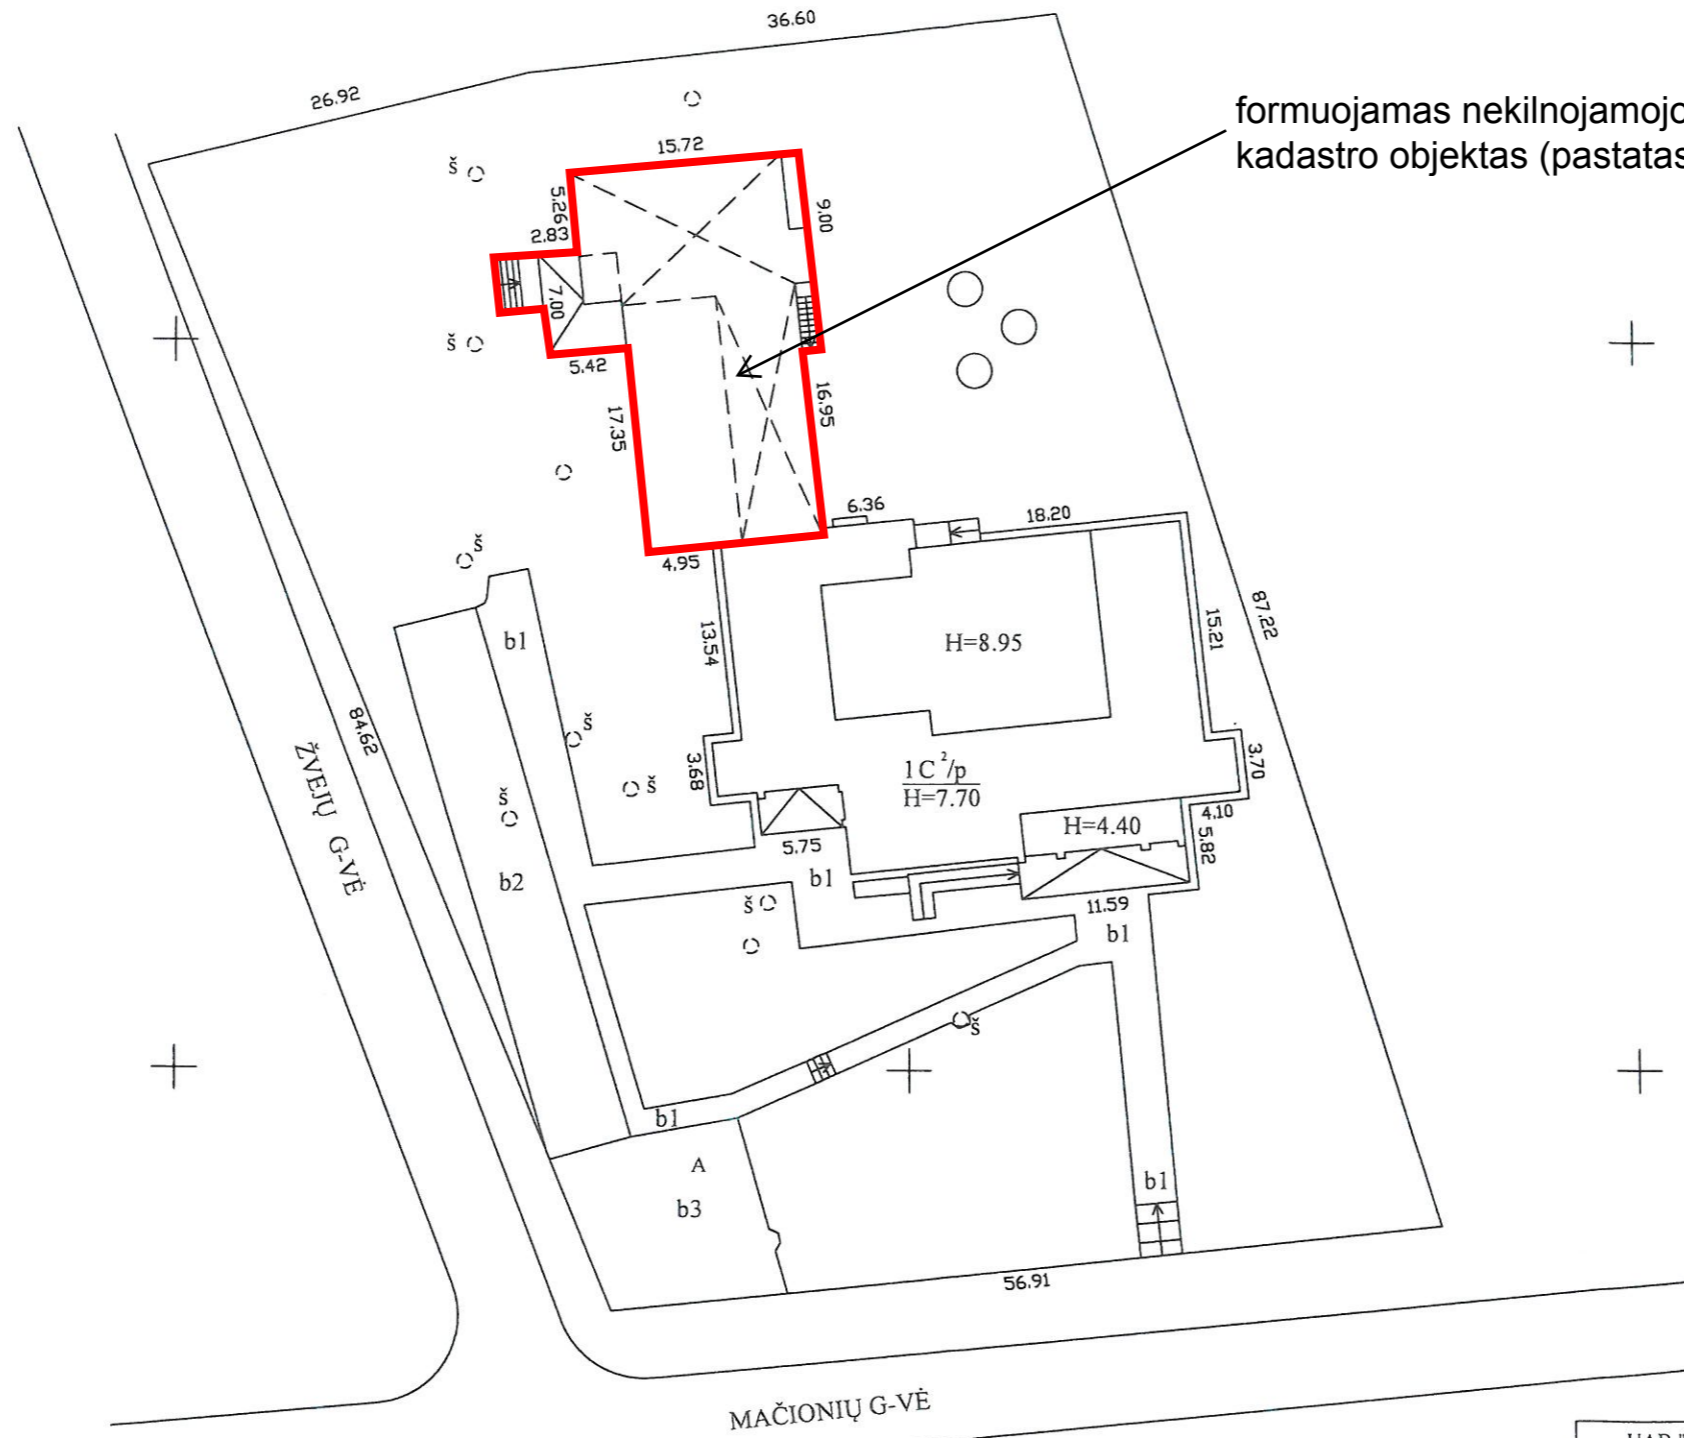 36.60
26.92
formuojamas nekilnojamojo
kadastro objektas (pastatas
15.72
š
5.26
9.00
2.83
7.00
š
5.42
16.95
17.35
6.36
18.20
š
4.95
87.22
b1
13.54
H=8.95
15.21
84.62
š
ŽVEJŲ G-VĖ
3.68
3.70
š
1C²/p
H=7.70
š
4.10
H=4.40
5.75
5.82
b2
b1
š
11.59
b1
š
b1
A
b1
b3
56.91
MAČIONIŲ G-VĖ